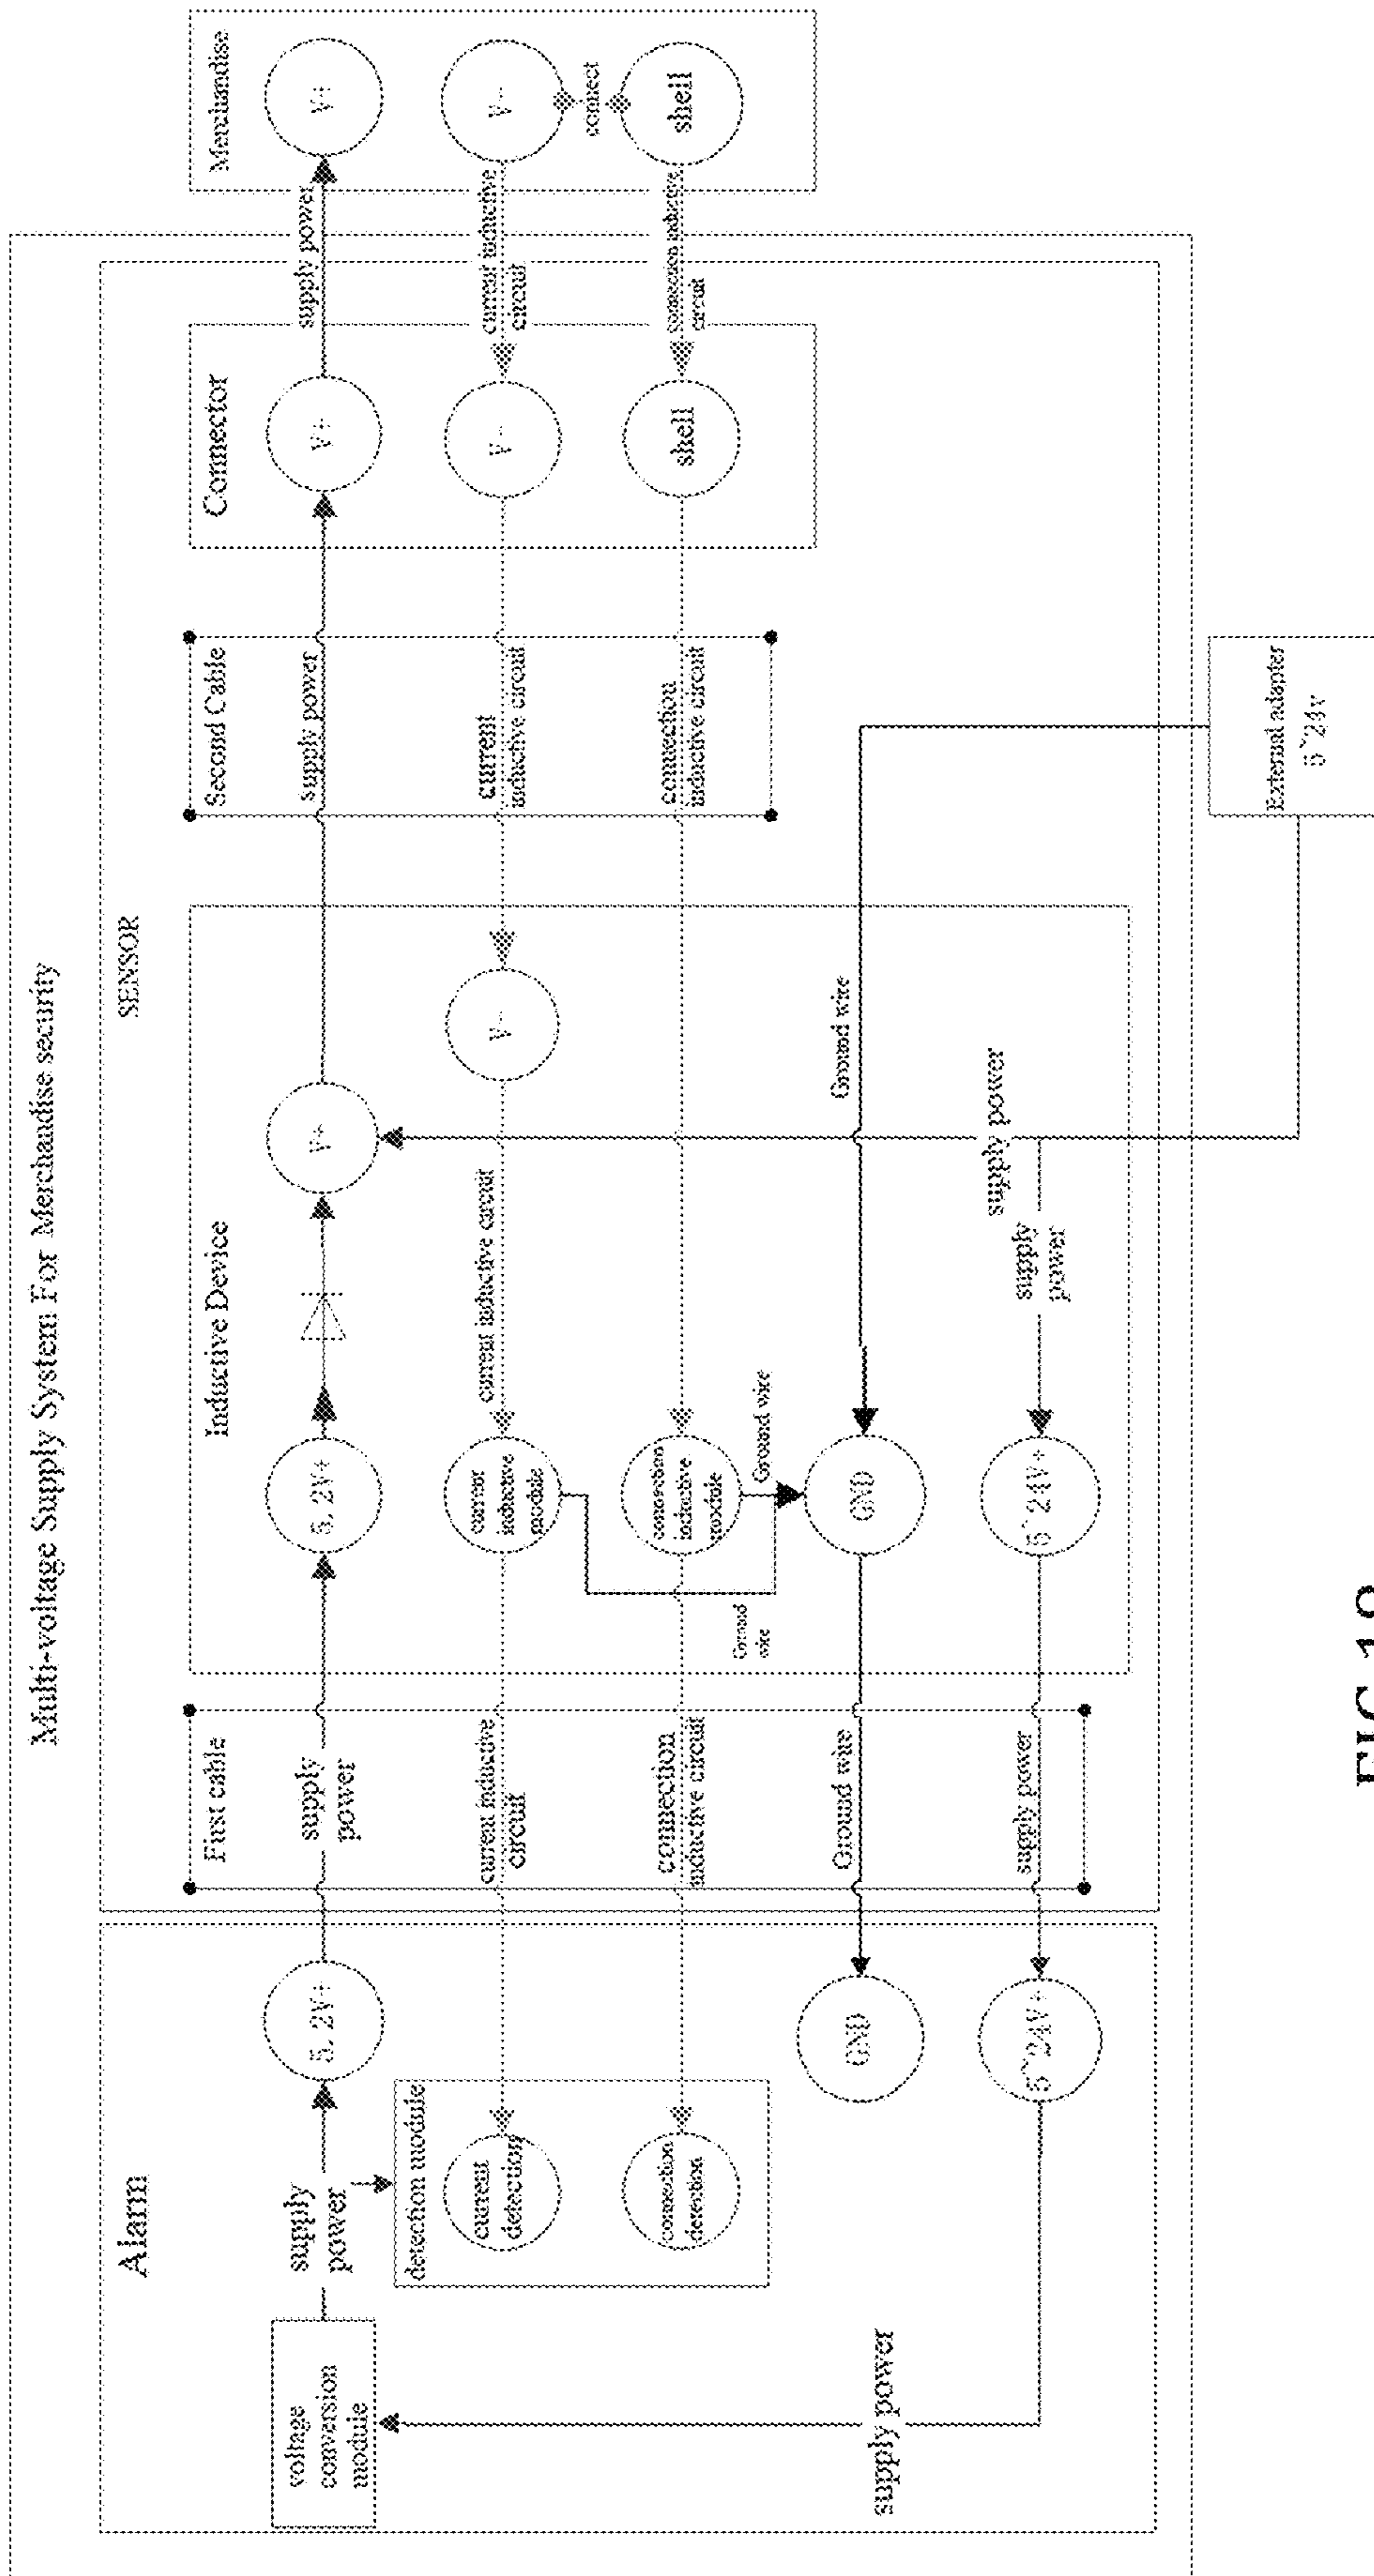 Multi-voltage Supply System For Merchandise security
Alarm
voltage
conversion
module
supply
power
5. 2V+
detection module
current
detection
connection
detection
GND
5~24V+
supply power
SENSOR
First cable
supply
power
current inductive
circuit
connection
inductive circuit
Ground wire
supply power
Inductive Device
5. 2V+
V+
current inductive circuit
V-
current
inductive
module
connection
inductive
module
Ground wire
Ground
wire
GND
Ground wire
5~24V+
supply
power
supply power
Second Cable
supply power
current
inductive circuit
connection
inductive circuit
Connector
V+
V-
shell
supply power
current inductive
circuit
connection inductive
circuit
Merchandise
V+
V-
connect
shell
External adapter
5~24v